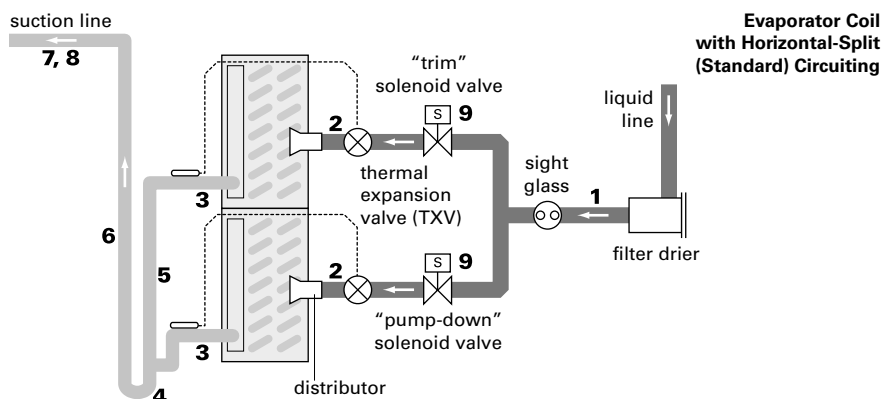 suction line
7, 8
Evaporator Coil
with Horizontal-Split
(Standard) Circuiting
"trim"
solenoid valve
S
9
2
liquid
line
thermal
expansion
valve (TXV)
sight
glass
1
filter drier
3
6
5
S
9
2
"pump-down"
solenoid valve
3
4
distributor